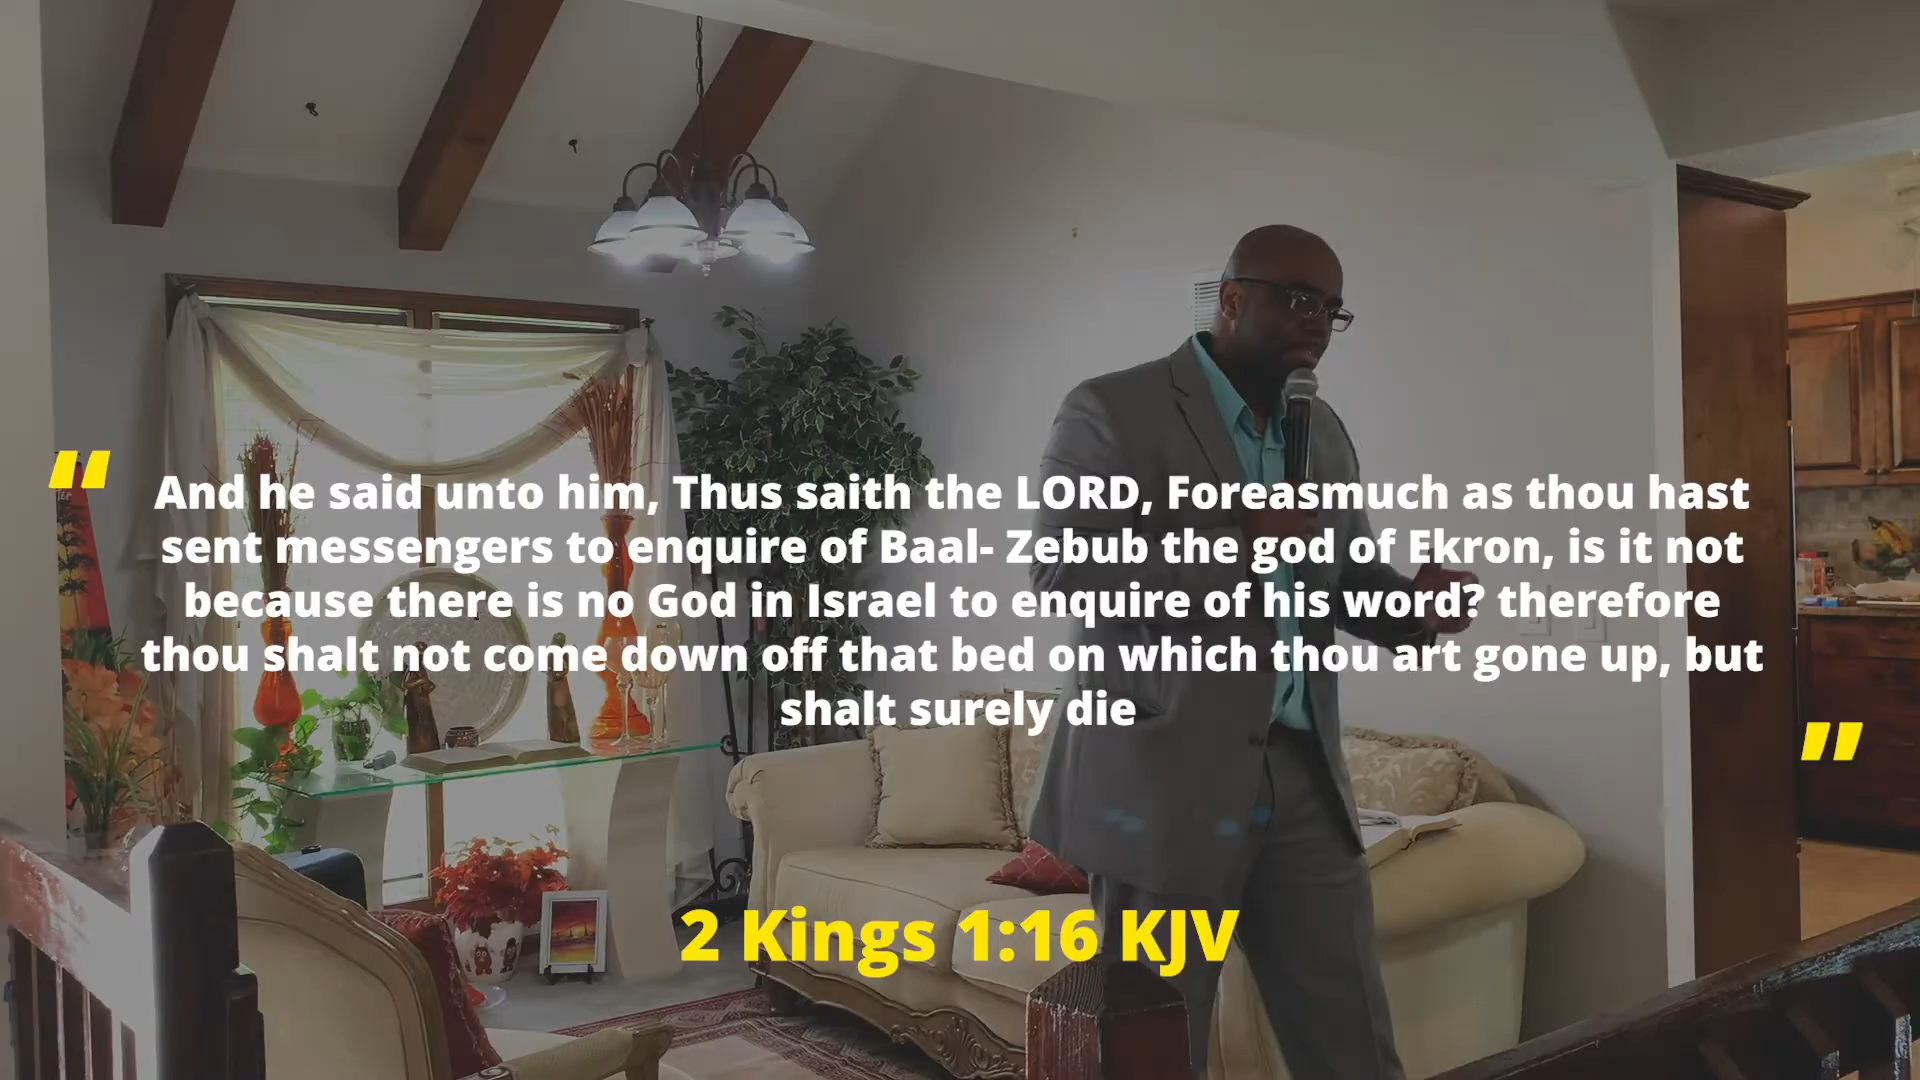 “
And he said unto him, Thus saith the LORD, Foreasmuch as thou hast
sent messengers to enquire of Baal- Zebub the god of Ekron, is it not
because there is no God in Israel to enquire of his word? therefore
thou shalt not come down off that bed on which thou art gone up, but
shalt surely die
”
2 Kings 1:16 KJV